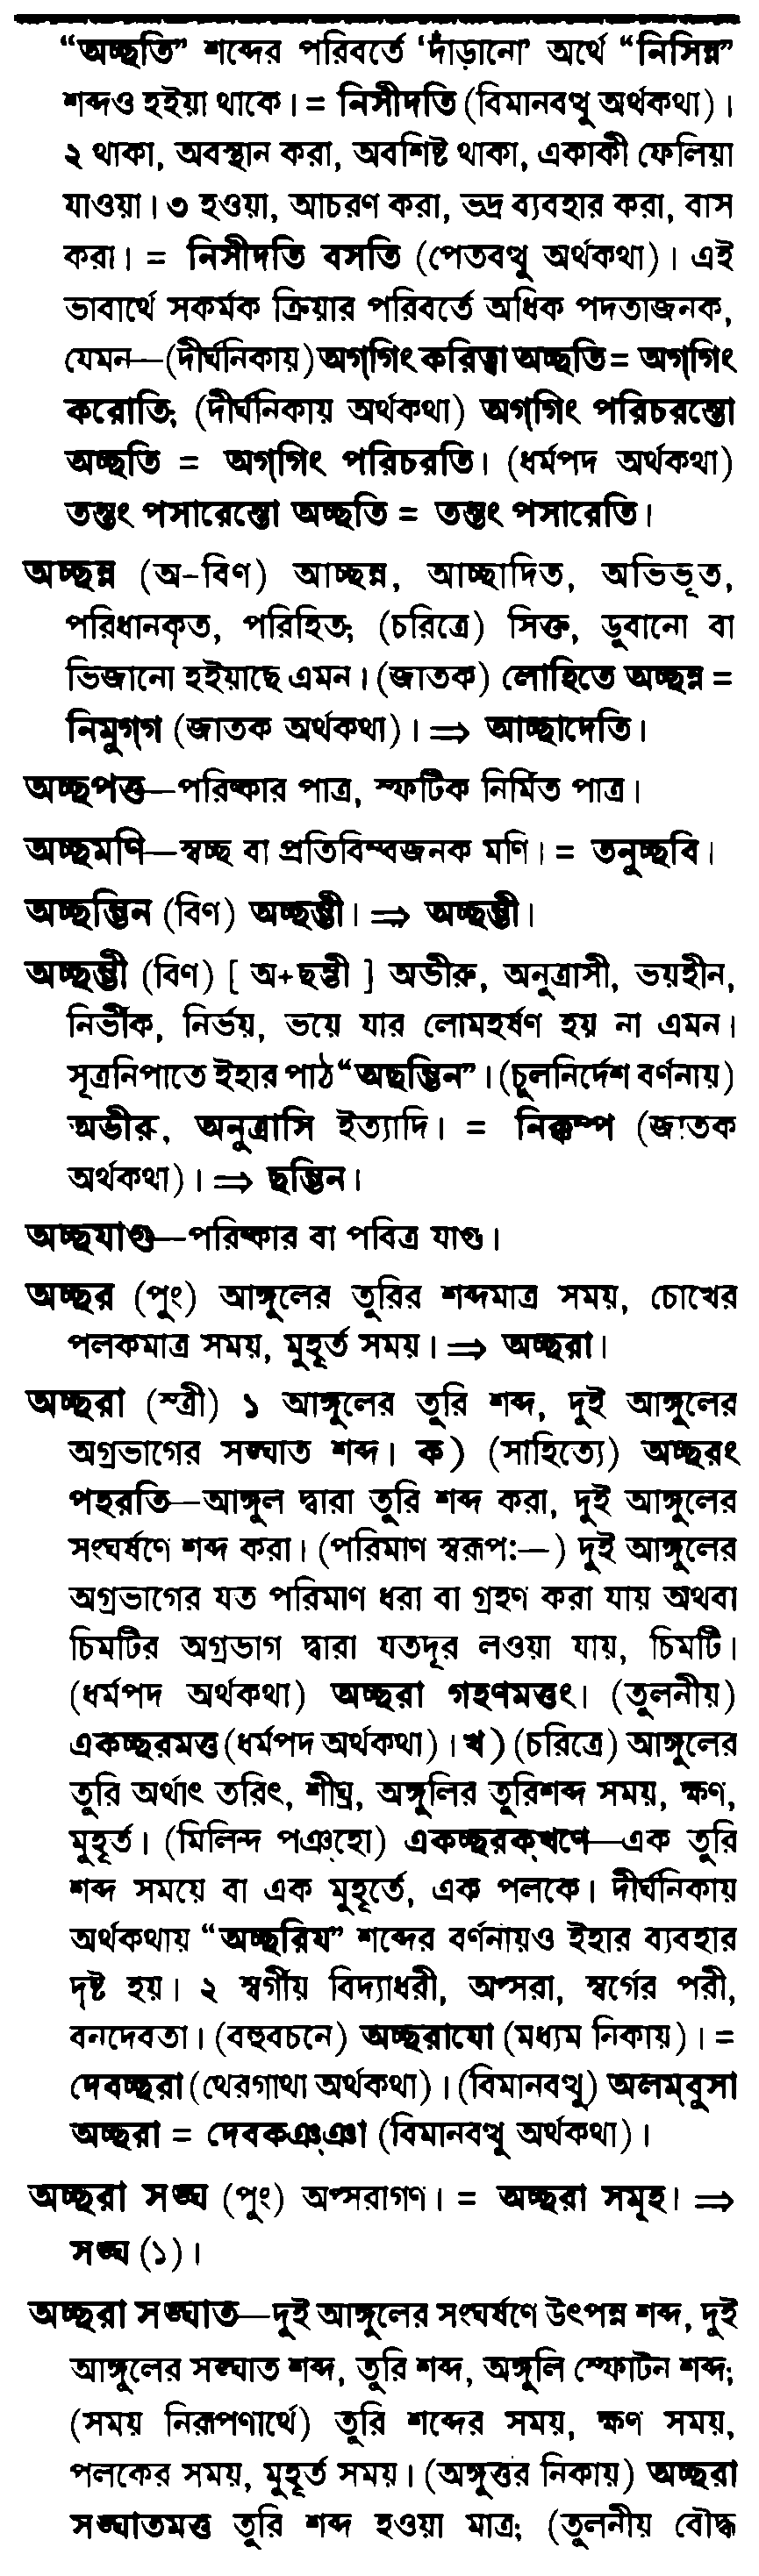 “অচ্ছতি” শব্দের পরিবর্তে ‘দাঁড়ানো’ অর্থে “নিসিন্ন”
শব্দও হইয়া থাকে। = নিসীদতি (বিমানবত্থু অর্থকথা)।
২ থাকা, অবস্থান করা, অবশিষ্ট থাকা, একাকী ফেলিয়া
যাওয়া। ৩ হওয়া, আচরণ করা, ভদ্র ব্যবহার করা, বাস
করা। = নিসীদতি বসতি (পেতবত্থু অর্থকথা)। এই
ভাবার্থে সকর্মক ক্রিয়ার পরিবর্তে অধিক পদতাজনক,
যেমন—(দীর্ঘনিকায়) অগ্গিং করিত্বা অচ্ছতি = অগ্গিং
করোতি; (দীর্ঘনিকায় অর্থকথা) অগ্গিং পরিচরন্তো
অচ্ছতি = অগ্গিং পরিচরতি। (ধর্মপদ অর্থকথা)
তন্তং পসারেন্তো অচ্ছতি = তন্তং পসারেতি।
অচ্ছন্ন (অ-বিণ) আচ্ছন্ন, আচ্ছাদিত, অভিভূত,
পরিধানকৃত, পরিহিত; (চরিত্রে) সিক্ত, ডুবানো বা
ভিজানো হইয়াছে এমন। (জাতক) লোহিতে অচ্ছন্ন =
নিমুগ্গ (জাতক অর্থকথা)। ⇒ আচ্ছাদেতি।
অচ্ছপত্ত—পরিষ্কার পাত্র, স্ফটিক নির্মিত পাত্র।
অচ্ছমণি—স্বচ্ছ বা প্রতিবিম্বজনক মণি। = তনুচ্ছবি।
অচ্ছম্ভিন (বিণ) অচ্ছম্ভী। ⇒ অচ্ছম্ভী।
অচ্ছম্ভী (বিণ) [ অ+ছম্ভী ] অভীরু, অনুত্রাসী, ভয়হীন,
নির্ভীক, নির্ভয়, ভয়ে যার লোমহর্ষণ হয় না এমন।
সূত্রনিপাতে ইহার পাঠ “অছম্ভিন”। (চুলনির্দেশ বর্ণনায়)
অভীরু, অনুত্রাসি ইত্যাদি। = নিক্কম্প (জাতক
অর্থকথা)। ⇒ ছম্ভিন।
অচ্ছযাগু—পরিষ্কার বা পবিত্র যাগু।
অচ্ছর (পুং) আঙ্গুলের তুরির শব্দমাত্র সময়, চোখের
পলকমাত্র সময়, মুহূর্ত সময়। ⇒ অচ্ছরা।
অচ্ছরা (স্ত্রী) ১ আঙ্গুলের তুরি শব্দ, দুই আঙ্গুলের
অগ্রভাগের সঙ্ঘাত শব্দ। ক) (সাহিত্যে) অচ্ছরং
পহরতি—আঙ্গুল দ্বারা তুরি শব্দ করা, দুই আঙ্গুলের
সংঘর্ষণে শব্দ করা। (পরিমাণ স্বরূপ:—) দুই আঙ্গুলের
অগ্রভাগের যত পরিমাণ ধরা বা গ্রহণ করা যায় অথবা
চিমটির অগ্রভাগ দ্বারা যতদূর লওয়া যায়, চিমটি।
(ধর্মপদ অর্থকথা) অচ্ছরা গহণমত্তং। (তুলনীয়)
একচ্ছরমত্ত (ধর্মপদ অর্থকথা)। খ) (চরিত্রে) আঙ্গুলের
তুরি অর্থাৎ তরিৎ, শীঘ্র, অঙ্গুলির তুরিশব্দ সময়, ক্ষণ,
মুহূর্ত। (মিলিন্দ পঞ্হো) একচ্ছরক্খণে—এক তুরি
শব্দ সময়ে বা এক মুহূর্তে, এক পলকে। দীর্ঘনিকায়
অর্থকথায় “অচ্ছরিয” শব্দের বর্ণনায়ও ইহার ব্যবহার
দৃষ্ট হয়। ২ স্বর্গীয় বিদ্যাধরী, অপ্সরা, স্বর্গের পরী,
বনদেবতা। (বহুবচনে) অচ্ছরাযো (মধ্যম নিকায়)। =
দেবচ্ছরা (থেরগাথা অর্থকথা)। (বিমানবত্থু) অলম্বুসা
অচ্ছরা = দেবকঞ্ঞা (বিমানবত্থু অর্থকথা)।
অচ্ছরা সঙ্ঘ (পুং) অপ্সরাগণ। = অচ্ছরা সমূহ। ⇒
সঙ্ঘ (১)।
অচ্ছরা সঙ্ঘাত—দুই আঙ্গুলের সংঘর্ষণে উৎপন্ন শব্দ, দুই
আঙ্গুলের সঙ্ঘাত শব্দ, তুরি শব্দ, অঙ্গুলি স্ফোটন শব্দ;
(সময় নিরূপণার্থে) তুরি শব্দের সময়, ক্ষণ সময়,
পলকের সময়, মুহূর্ত সময়। (অঙ্গুত্তর নিকায়) অচ্ছরা
সঙ্ঘাতমত্ত তুরি শব্দ হওয়া মাত্র; (তুলনীয় বৌদ্ধ